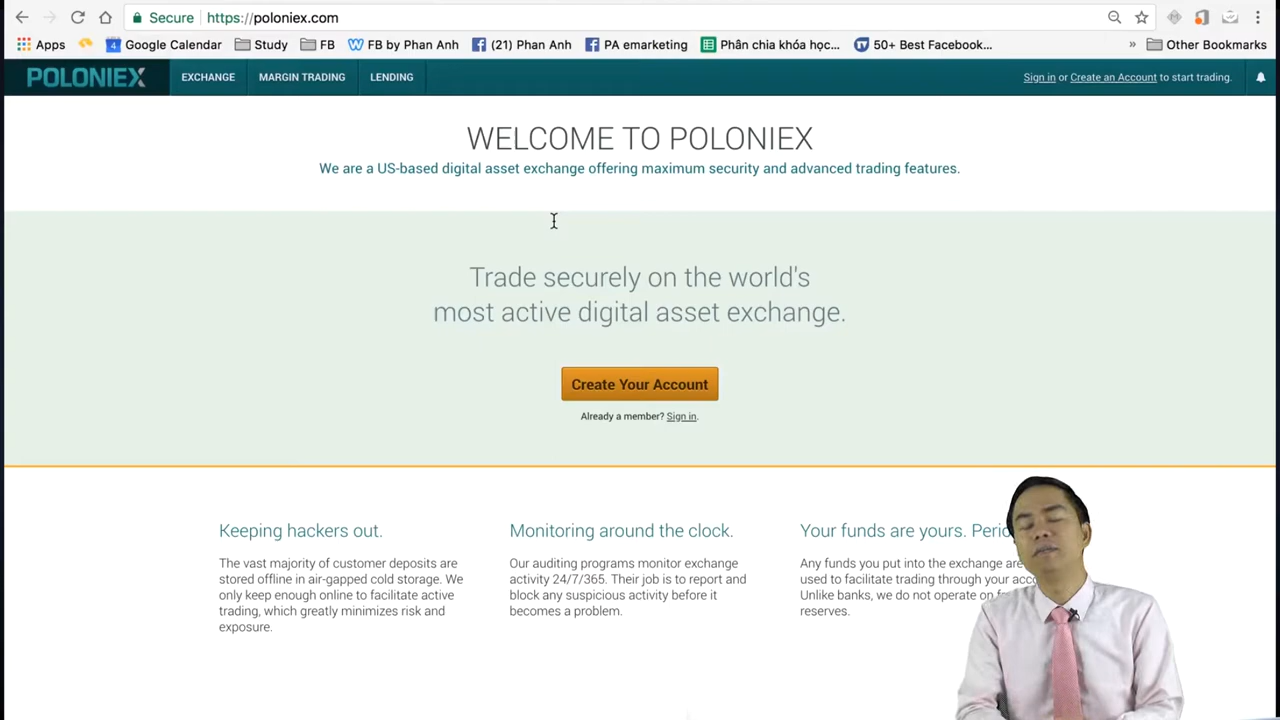 Secure https://poloniex.com
Apps Google Calendar Study FB FB by Phan Anh (21) Phan Anh PA emarketing Phân chia khóa học... 50+ Best Facebook... » Other Bookmarks
POLONIEX EXCHANGE MARGIN TRADING LENDING Sign in or Create an Account to start trading.
WELCOME TO POLONIEX
We are a US-based digital asset exchange offering maximum security and advanced trading features.
Trade securely on the world's
most active digital asset exchange.
Create Your Account
Already a member? Sign in.
Keeping hackers out.
The vast majority of customer deposits are
stored offline in air-gapped cold storage. We
only keep enough online to facilitate active
trading, which greatly minimizes risk and
exposure.
Monitoring around the clock.
Our auditing programs monitor exchange
activity 24/7/365. Their job is to report and
block any suspicious activity before it
becomes a problem.
Your funds are yours.
Any funds you put into the exchange are
used to facilitate trading through your
Unlike banks, we do not operate on
reserves.